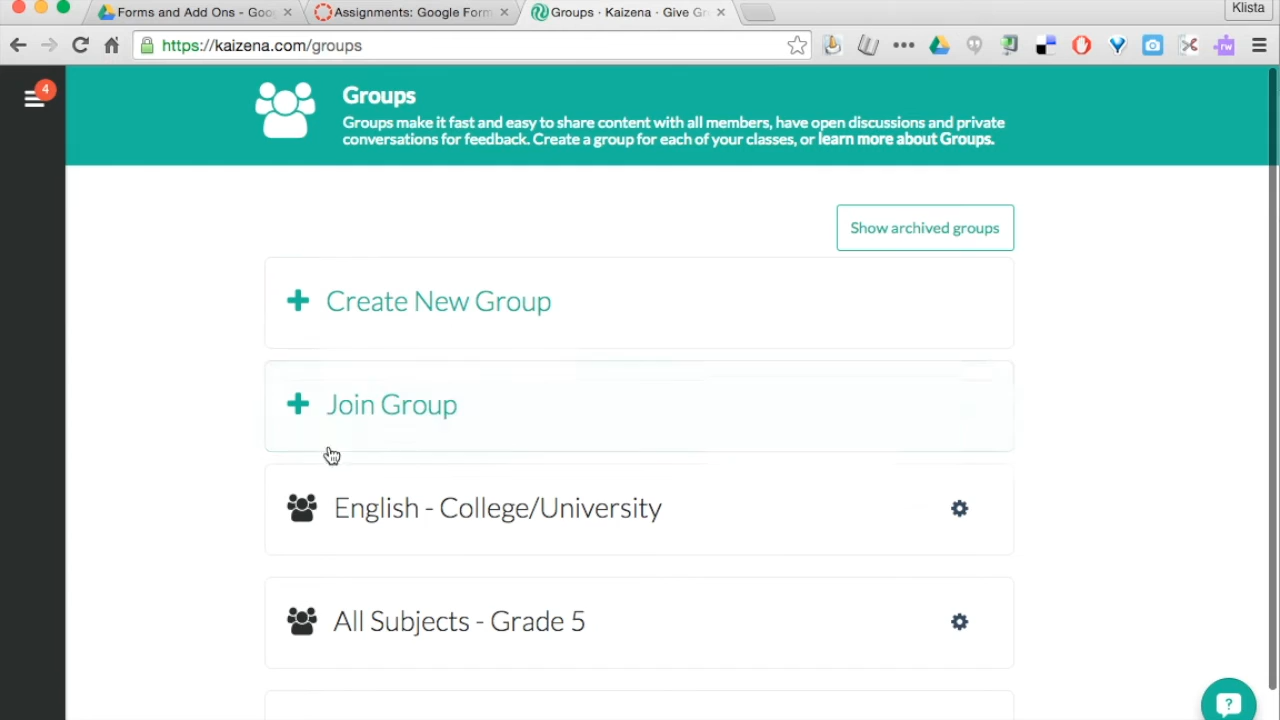 Forms and Add Ons - Goo
Assignments: Google Form
Groups · Kaizena · Give Gr
Klista
https://kaizena.com/groups
rw
4
Groups
Groups make it fast and easy to share content with all members, have open discussions and private
conversations for feedback. Create a group for each of your classes, or learn more about Groups.
Show archived groups
Create New Group
Join Group
English - College/University
All Subjects - Grade 5
?